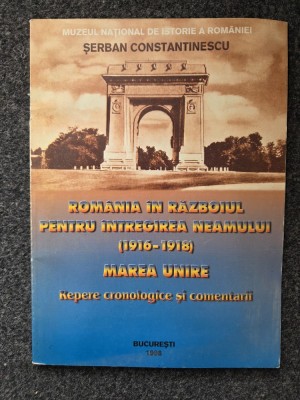 MUZEUL NAȚIONAL DE ISTORIE A ROMÂNIEI
ȘERBAN CONSTANTINESCU
ROMÂNIA ÎN RĂZBOIUL
PENTRU ÎNTREGIREA NEAMULUI
(1916-1918)
MAREA UNIRE
Repere cronologice și comentarii
BUCUREȘTI